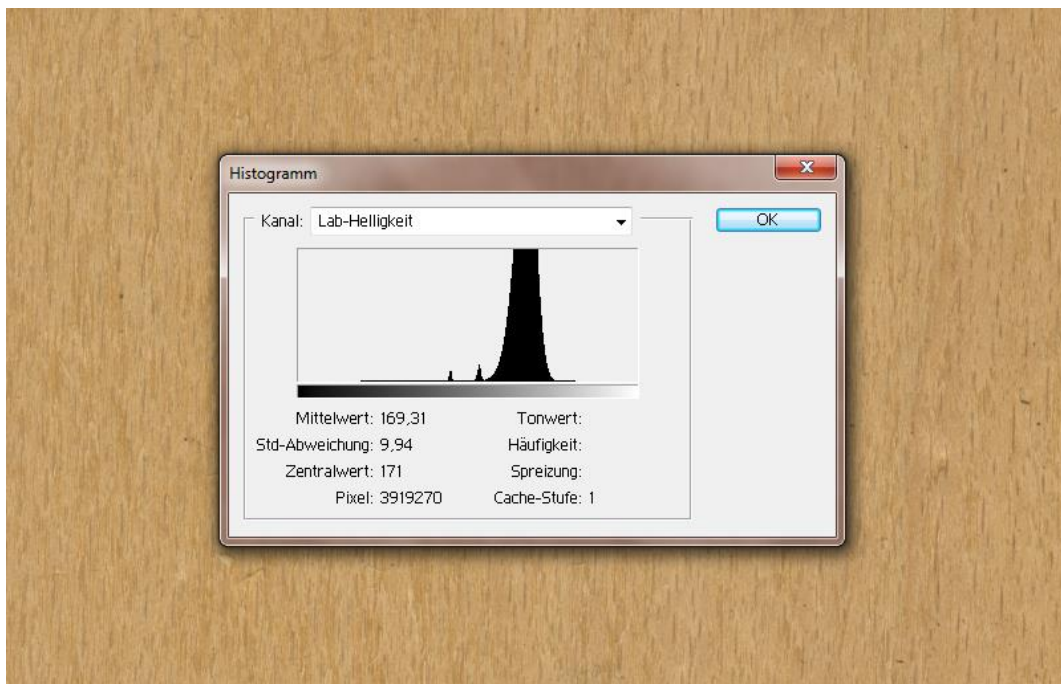 Histogramm
Kanal: Lab-Helligkeit
OK
Mittelwert: 169,31 Tonwert:
Std-Abweichung: 9,94 Häufigkeit:
Zentralwert: 171 Spreizung:
Pixel: 3919270 Cache-Stufe: 1